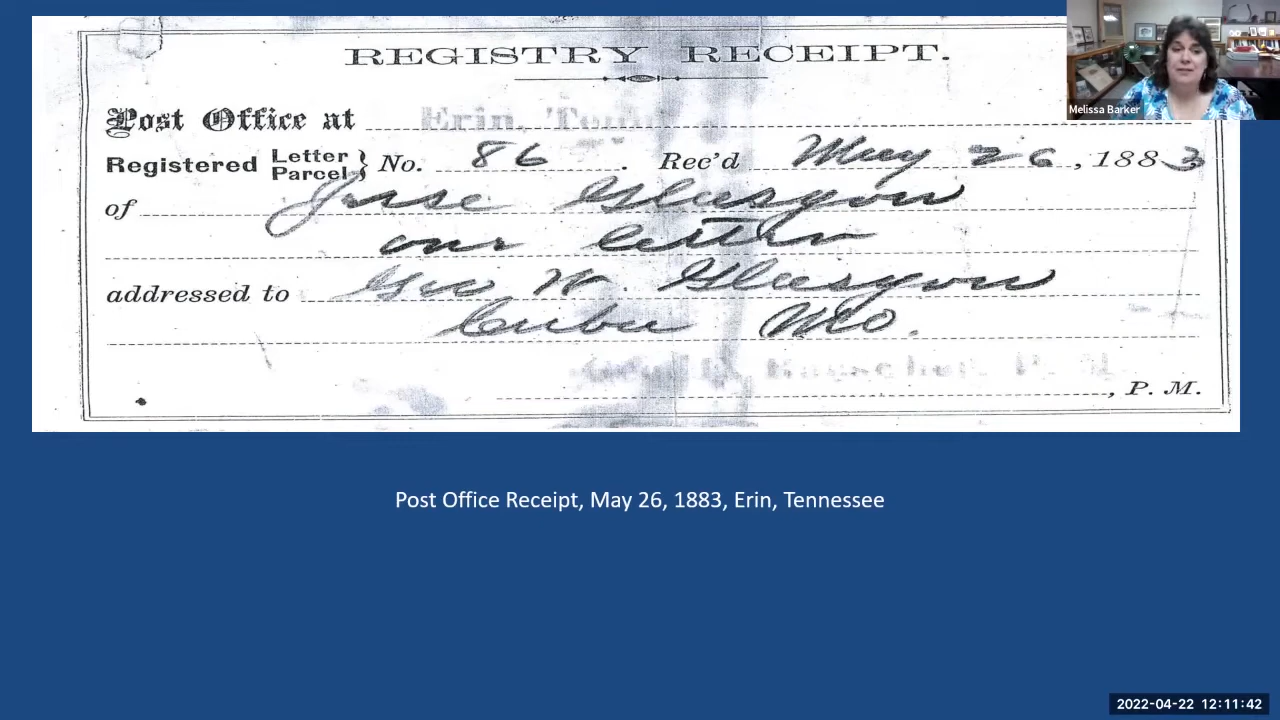 REGISTRY RECEIPT.
Melissa Barker
Post Office at Erin, Tenn
Registered Letter Parcel } No. 86. Rec'd May 26, 1883
of Jesse Glasgow
one letter
addressed to Geo W. Glasgow
Cuba Mo.
P. M.
, P. M.
Post Office Receipt, May 26, 1883, Erin, Tennessee
2022-04-22 12:11:42